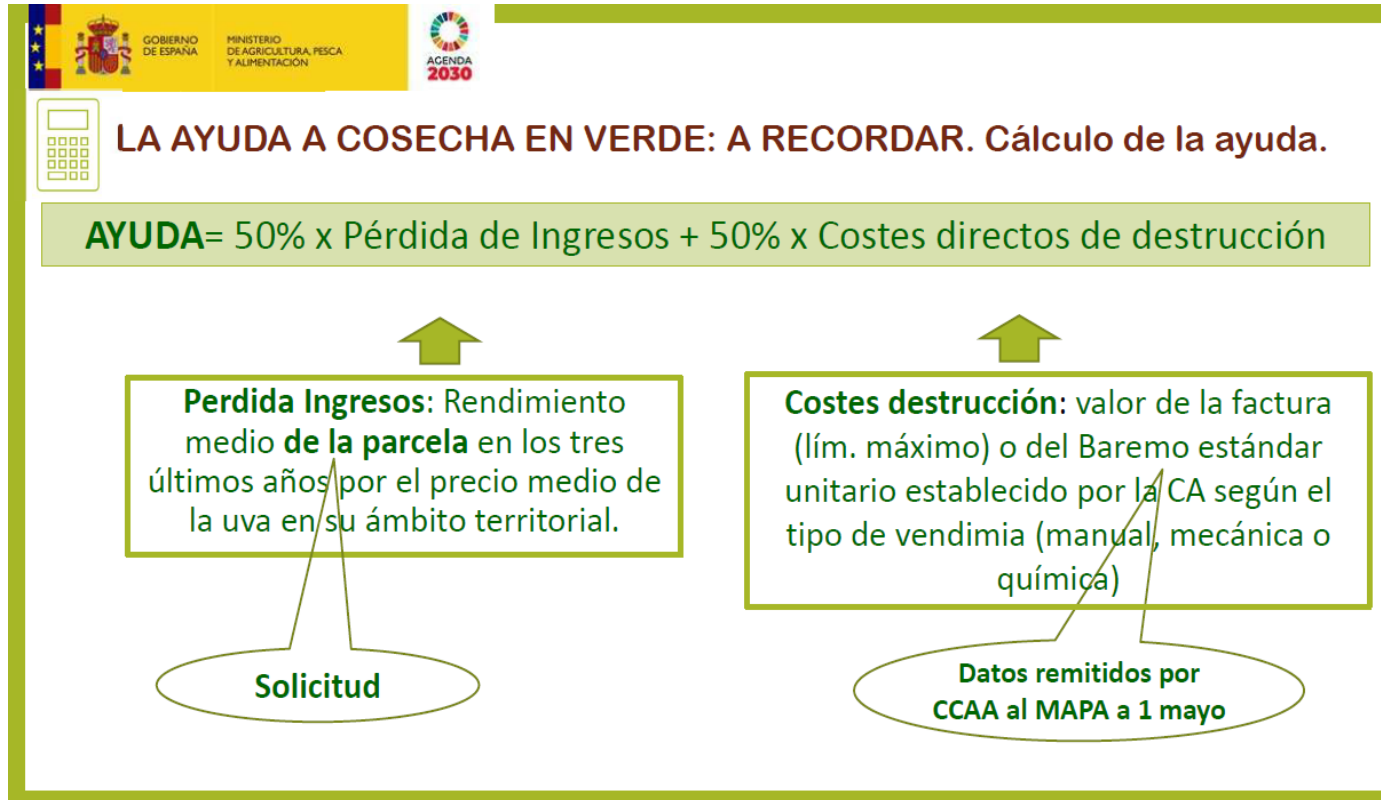 GOBIERNO
DE ESPAÑA
MINISTERIO
DE AGRICULTURA, PESCA
Y ALIMENTACIÓN
AGENDA
2030
LA AYUDA A COSECHA EN VERDE: A RECORDAR. Cálculo de la ayuda.
AYUDA= 50% x Pérdida de Ingresos + 50% x Costes directos de destrucción
Perdida Ingresos: Rendimiento
medio de la parcela en los tres
últimos años por el precio medio de
la uva en su ámbito territorial.
Solicitud
Costes destrucción: valor de la factura
(lím. máximo) o del Baremo estándar
unitario establecido por la CA según el
tipo de vendimia (manual, mecánica o
química)
Datos remitidos por
CCAA al MAPA a 1 mayo